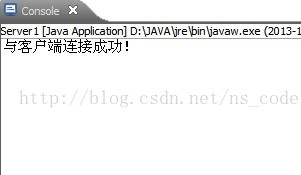 Console
Server1 [Java Application] D:\JAVA\jre\bin\javaw.exe (2013-1
与客户端连接成功!
http://blog.csdn.net/ns_code